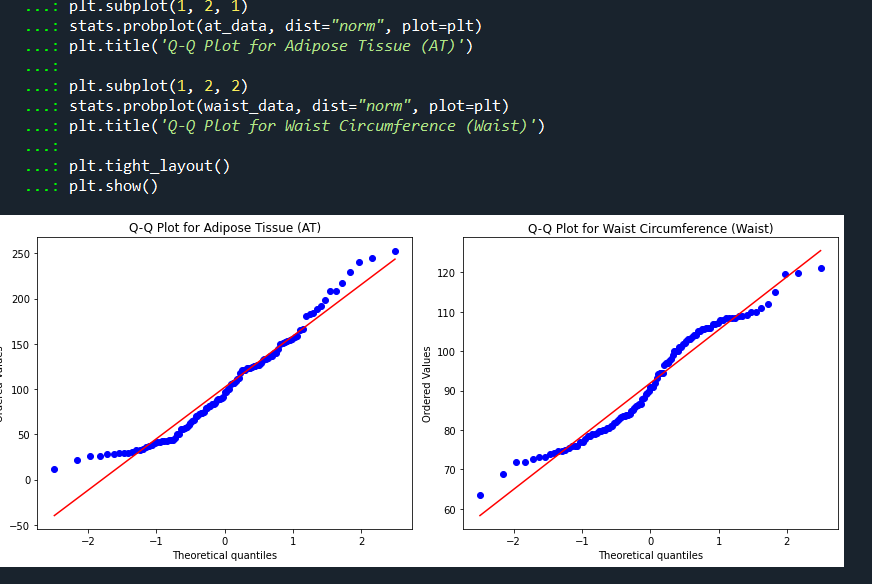 ...: plt.subplot(1, 2, 1)
...: stats.probplot(at_data, dist="norm", plot=plt)
...: plt.title('Q-Q Plot for Adipose Tissue (AT)')
...:
...: plt.subplot(1, 2, 2)
...: stats.probplot(waist_data, dist="norm", plot=plt)
...: plt.title('Q-Q Plot for Waist Circumference (Waist)')
...:
...: plt.tight_layout()
...: plt.show()
Q-Q Plot for Adipose Tissue (AT)
250
200
150
100
50
0
−50
−2 −1 0 1 2
Theoretical quantiles
Q-Q Plot for Waist Circumference (Waist)
Ordered Values
120
110
100
90
80
70
60
−2 −1 0 1 2
Theoretical quantiles